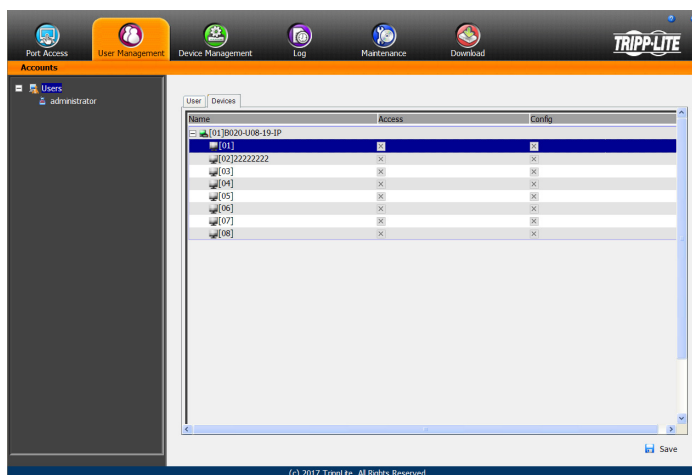 Port Access
User Management
Device Management
Log
Maintenance
Download
TRIPP·LITE
Accounts
Users
administrator
User
Devices
Name Access Config
[01]B020-U08-19-IP
[01]
[02]22222222
[03]
[04]
[05]
[06]
[07]
[08]
Save
(c) 2017 TrippLite. All Rights Reserved.